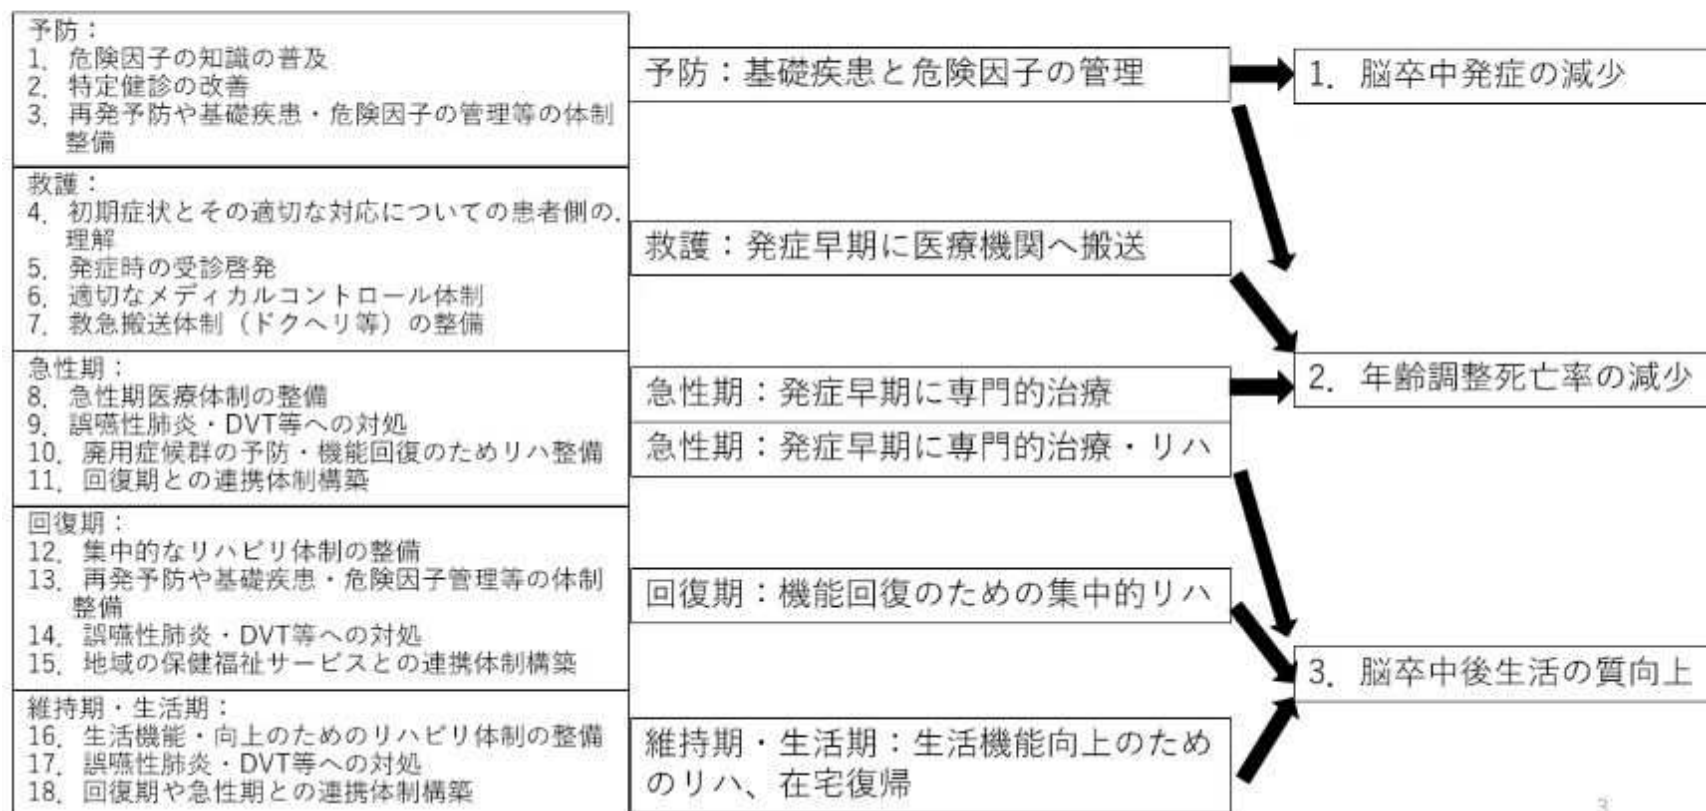 予防：
1. 危険因子の知識の普及
2. 特定健診の改善
3. 再発予防や基礎疾患・危険因子の管理等の体制
整備
救護：
4. 初期症状とその適切な対応についての患者側の.
理解
5. 発症時の受診啓発
6. 適切なメディカルコントロール体制
7. 救急搬送体制（ドクヘリ等）の整備
急性期：
8. 急性期医療体制の整備
9. 誤嚥性肺炎・DVT等への対処
10. 廃用症候群の予防・機能回復のためリハ整備
11. 回復期との連携体制構築
回復期：
12. 集中的なリハビリ体制の整備
13. 再発予防や基礎疾患・危険因子管理等の体制
整備
14. 誤嚥性肺炎・DVT等への対処
15. 地域の保健福祉サービスとの連携体制構築
維持期・生活期：
16. 生活機能・向上のためのリハビリ体制の整備
17. 誤嚥性肺炎・DVT等への対処
18. 回復期や急性期との連携体制構築
予防：基礎疾患と危険因子の管理
救護：発症早期に医療機関へ搬送
急性期：発症早期に専門的治療
急性期：発症早期に専門的治療・リハ
回復期：機能回復のための集中的リハ
維持期・生活期：生活機能向上のため
のリハ、在宅復帰
1. 脳卒中発症の減少
2. 年齢調整死亡率の減少
3. 脳卒中後生活の質向上